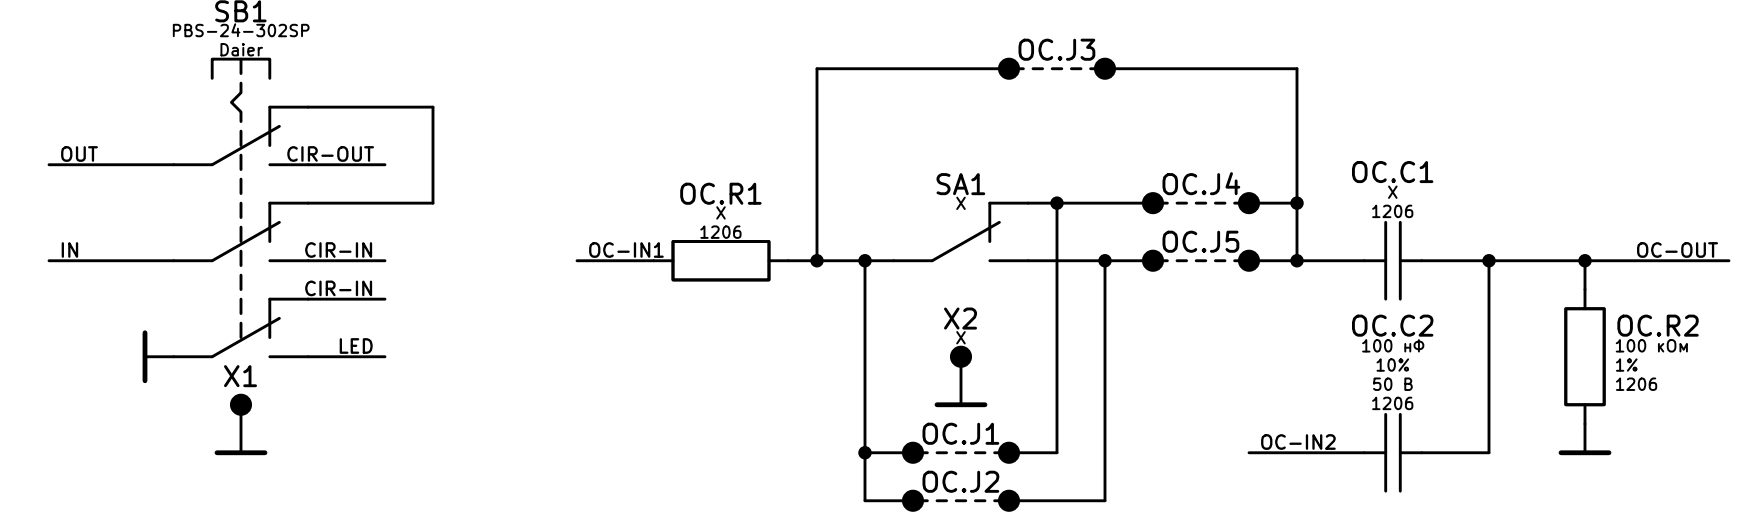 SB1
PBS-24-302SP
Daier
OUT
CIR-OUT
IN
CIR-IN
CIR-IN
LED
X1
OC.J3
OC.R1
X
1206
OC-IN1
SA1
X
OC.J4
OC.J5
X2
X
OC.J1
OC.J2
OC.C1
X
1206
OC-OUT
OC.C2
100 нФ
10%
50 В
1206
OC-IN2
OC.R2
100 кОм
1%
1206